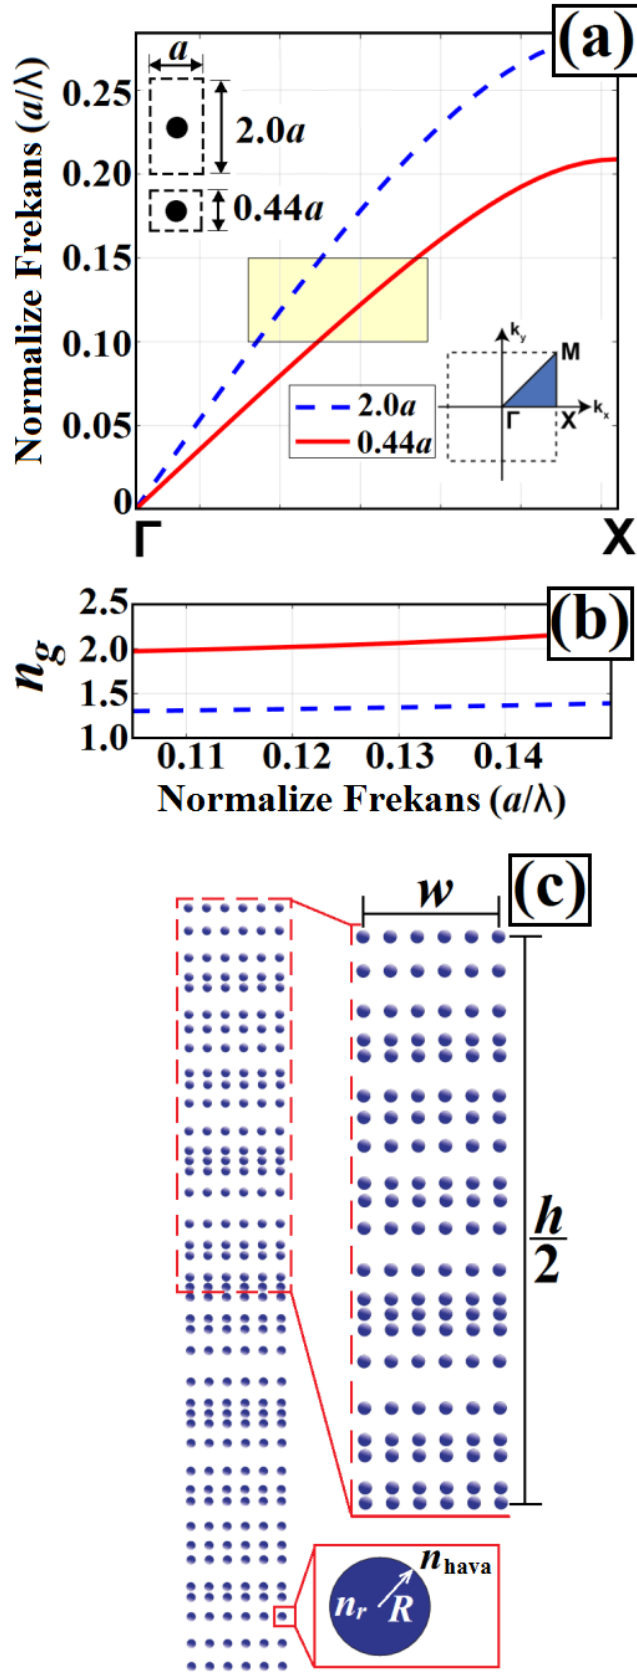 (a)
Normalize Frekans (a/λ)
0.25
0.20
0.15
0.10
0.05
0
a
2.0a
0.44a
k_y
M
Γ
X
k_x
2.0a
0.44a
Γ
X
(b)
n_g
2.5
2.0
1.5
1.0
0.11
0.12
0.13
0.14
Normalize Frekans (a/λ)
(c)
w
h
2
n_hava
n_r
R